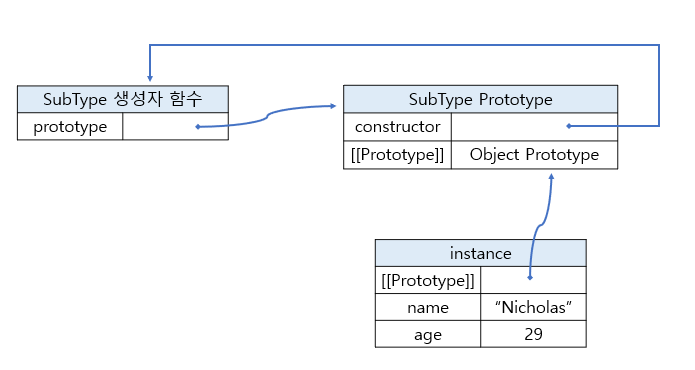 SubType 생성자 함수
prototype
SubType Prototype
constructor
[[Prototype]] Object Prototype
instance
[[Prototype]]
name “Nicholas”
age 29